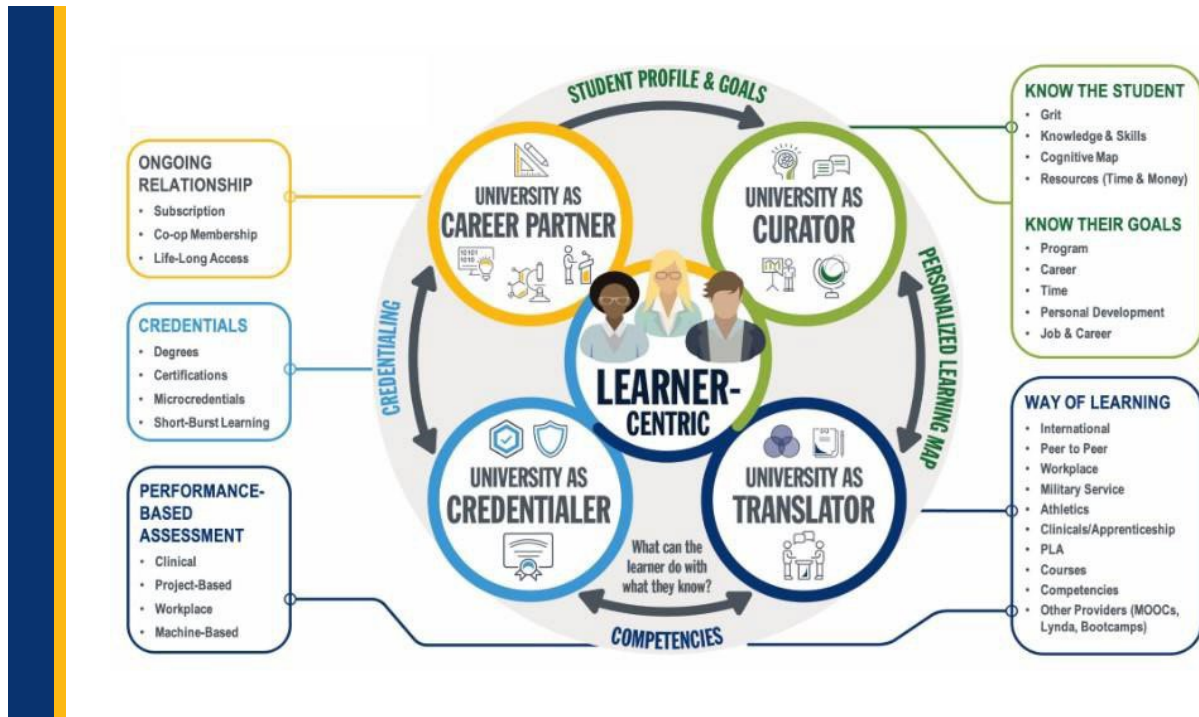 STUDENT PROFILE & GOALS
ONGOING
RELATIONSHIP
• Subscription
• Co-op Membership
• Life-Long Access
CREDENTIALS
• Degrees
• Certifications
• Microcredentials
• Short-Burst Learning
PERFORMANCE-
BASED
ASSESSMENT
• Clinical
• Project-Based
• Workplace
• Machine-Based
CREDENTIALING
UNIVERSITY AS
CAREER PARTNER
10101
1010
UNIVERSITY AS
CURATOR
LEARNER-
CENTRIC
UNIVERSITY AS
CREDENTIALER
UNIVERSITY AS
TRANSLATOR
What can the
learner do with
what they know?
COMPETENCIES
PERSONALIZED LEARNING MAP
KNOW THE STUDENT
• Grit
• Knowledge & Skills
• Cognitive Map
• Resources (Time & Money)
KNOW THEIR GOALS
• Program
• Career
• Time
• Personal Development
• Job & Career
WAY OF LEARNING
• International
• Peer to Peer
• Workplace
• Military Service
• Athletics
• Clinicals/Apprenticeship
• PLA
• Courses
• Competencies
• Other Providers (MOOCs,
Lynda, Bootcamps)